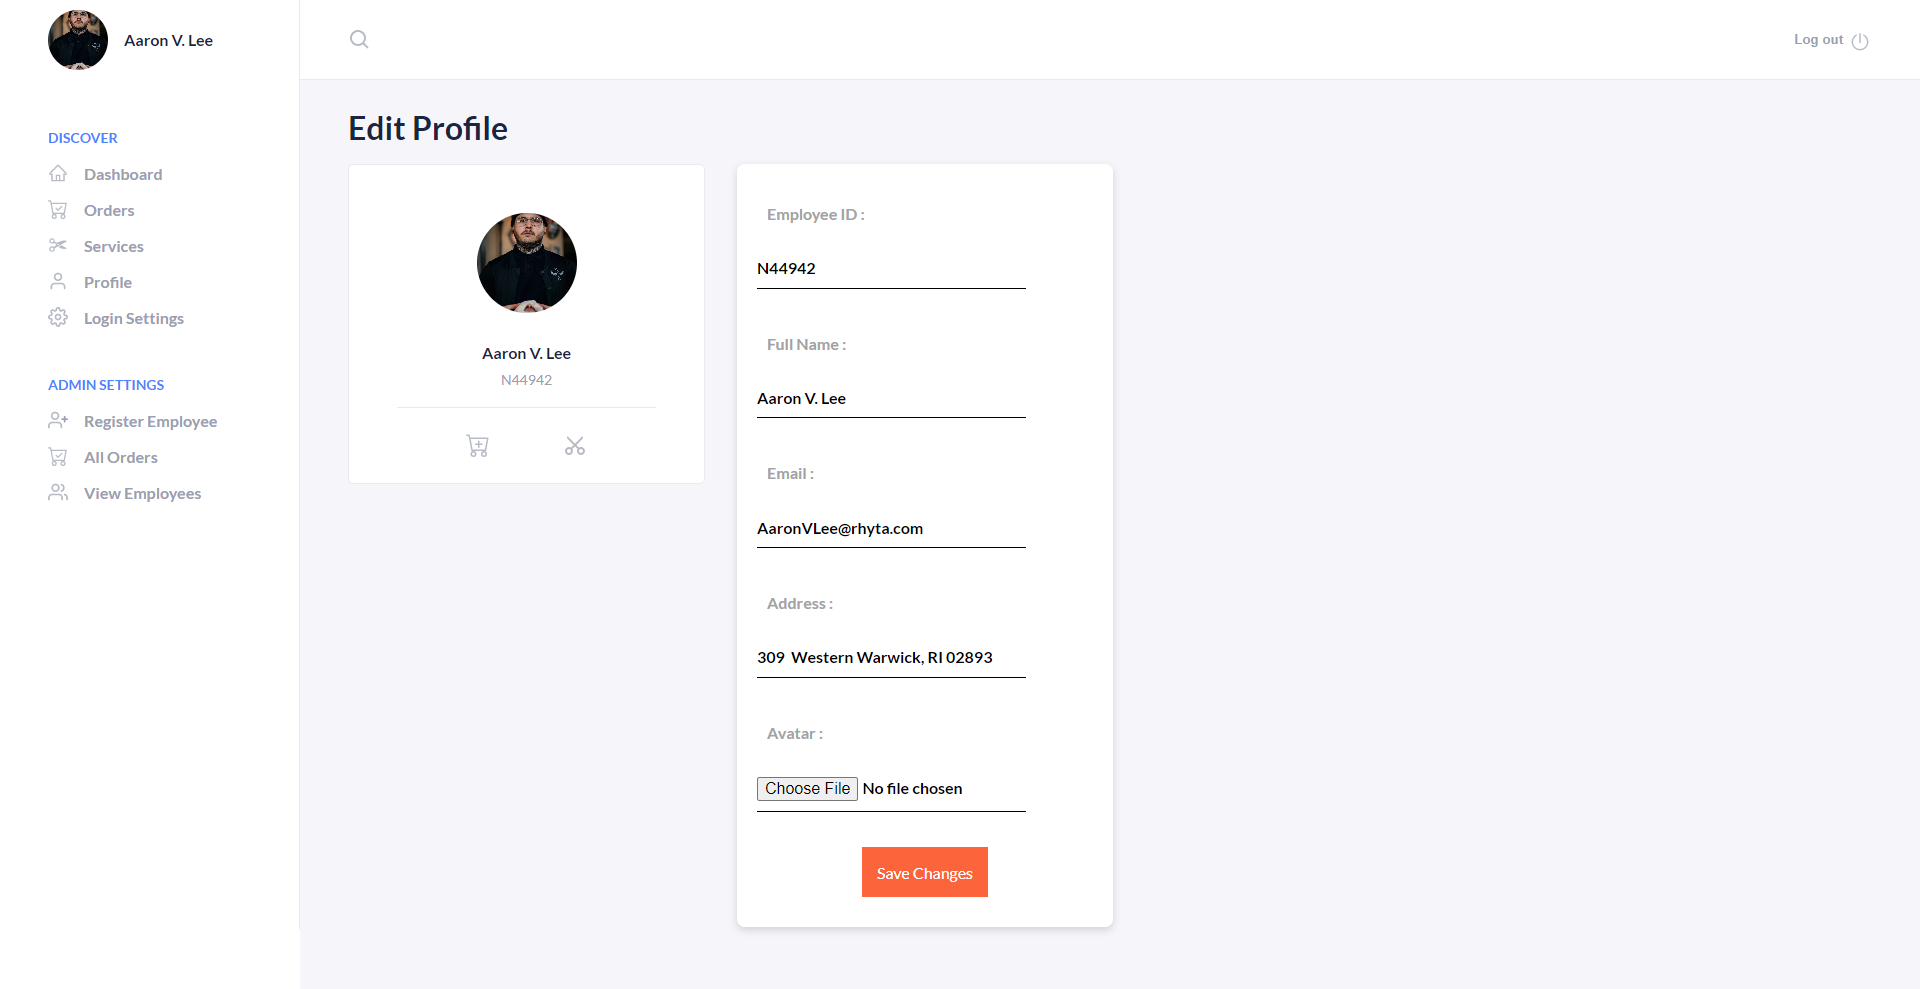 Aaron V. Lee
Log out
DISCOVER
Dashboard
Orders
Services
Profile
Login Settings
ADMIN SETTINGS
Register Employee
All Orders
View Employees
Edit Profile
Aaron V. Lee
N44942
Employee ID :
N44942
Full Name :
Aaron V. Lee
Email :
AaronVLee@rhyta.com
Address :
309  Western Warwick, RI 02893
Avatar :
Choose File No file chosen
Save Changes